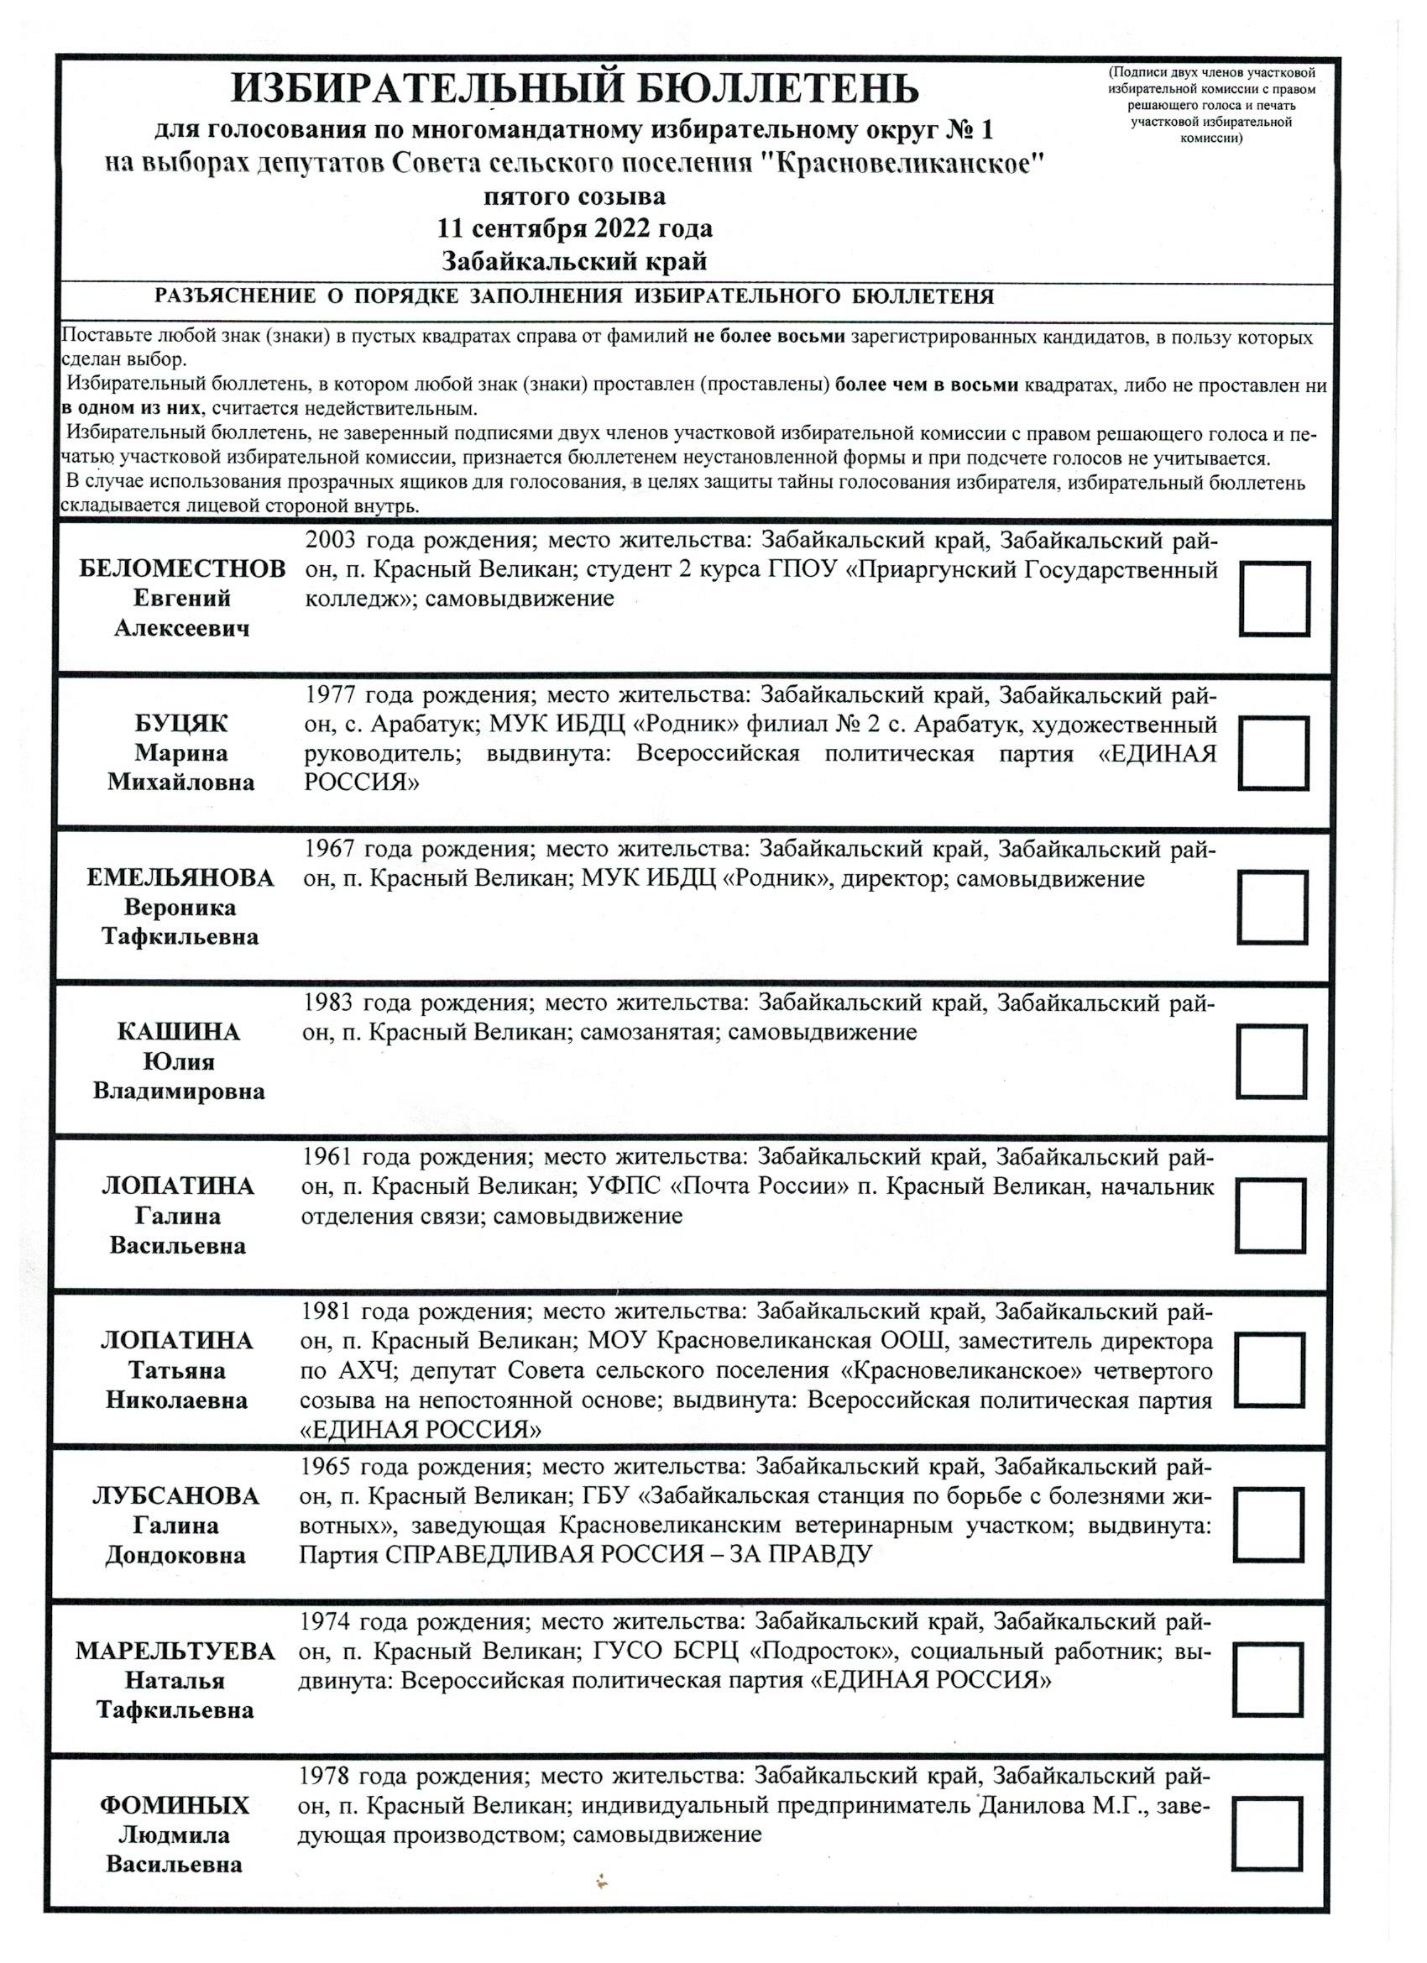 ИЗБИРАТЕЛЬНЫЙ БЮЛЛЕТЕНЬ
для голосования по многомандатному избирательному округ № 1
на выборах депутатов Совета сельского поселения "Красновеликанское"
пятого созыва
11 сентября 2022 года
Забайкальский край
(Подписи двух членов участковой
избирательной комиссии с правом
решающего голоса и печать
участковой избирательной
комиссии)
РАЗЪЯСНЕНИЕ О ПОРЯДКЕ ЗАПОЛНЕНИЯ ИЗБИРАТЕЛЬНОГО БЮЛЛЕТЕНЯ
Поставьте любой знак (знаки) в пустых квадратах справа от фамилий не более восьми зарегистрированных кандидатов, в пользу которых
сделан выбор.
Избирательный бюллетень, в котором любой знак (знаки) проставлен (проставлены) более чем в восьми квадратах, либо не проставлен ни
в одном из них, считается недействительным.
Избирательный бюллетень, не заверенный подписями двух членов участковой избирательной комиссии с правом решающего голоса и пе-
чатью участковой избирательной комиссии, признается бюллетенем неустановленной формы и при подсчете голосов не учитывается.
В случае использования прозрачных ящиков для голосования, в целях защиты тайны голосования избирателя, избирательный бюллетень
складывается лицевой стороной внутрь.
БЕЛОМЕСТНОВ
Евгений
Алексеевич
2003 года рождения; место жительства: Забайкальский край, Забайкальский рай-
он, п. Красный Великан; студент 2 курса ГПОУ «Приаргунский Государственный
колледж»; самовыдвижение
БУЦЯК
Марина
Михайловна
1977 года рождения; место жительства: Забайкальский край, Забайкальский рай-
он, с. Арабатук; МУК ИБДЦ «Родник» филиал № 2 с. Арабатук, художественный
руководитель; выдвинута: Всероссийская политическая партия «ЕДИНАЯ
РОССИЯ»
ЕМЕЛЬЯНОВА
Вероника
Тафкильевна
1967 года рождения; место жительства: Забайкальский край, Забайкальский рай-
он, п. Красный Великан; МУК ИБДЦ «Родник», директор; самовыдвижение
КАШИНА
Юлия
Владимировна
1983 года рождения; место жительства: Забайкальский край, Забайкальский рай-
он, п. Красный Великан; самозанятая; самовыдвижение
ЛОПАТИНА
Галина
Васильевна
1961 года рождения; место жительства: Забайкальский край, Забайкальский рай-
он, п. Красный Великан; УФПС «Почта России» п. Красный Великан, начальник
отделения связи; самовыдвижение
ЛОПАТИНА
Татьяна
Николаевна
1981 года рождения; место жительства: Забайкальский край, Забайкальский рай-
он, п. Красный Великан; МОУ Красновеликанская ООШ, заместитель директора
по АХЧ; депутат Совета сельского поселения «Красновеликанское» четвертого
созыва на непостоянной основе; выдвинута: Всероссийская политическая партия
«ЕДИНАЯ РОССИЯ»
ЛУБСАНОВА
Галина
Дондоковна
1965 года рождения; место жительства: Забайкальский край, Забайкальский рай-
он, п. Красный Великан; ГБУ «Забайкальская станция по борьбе с болезнями жи-
вотных», заведующая Красновеликанским ветеринарным участком; выдвинута:
Партия СПРАВЕДЛИВАЯ РОССИЯ – ЗА ПРАВДУ
МАРЕЛЬТУЕВА
Наталья
Тафкильевна
1974 года рождения; место жительства: Забайкальский край, Забайкальский рай-
он, п. Красный Великан; ГУСО БСРЦ «Подросток», социальный работник; вы-
двинута: Всероссийская политическая партия «ЕДИНАЯ РОССИЯ»
ФОМИНЫХ
Людмила
Васильевна
1978 года рождения; место жительства: Забайкальский край, Забайкальский рай-
он, п. Красный Великан; индивидуальный предприниматель Данилова М.Г., заве-
дующая производством; самовыдвижение